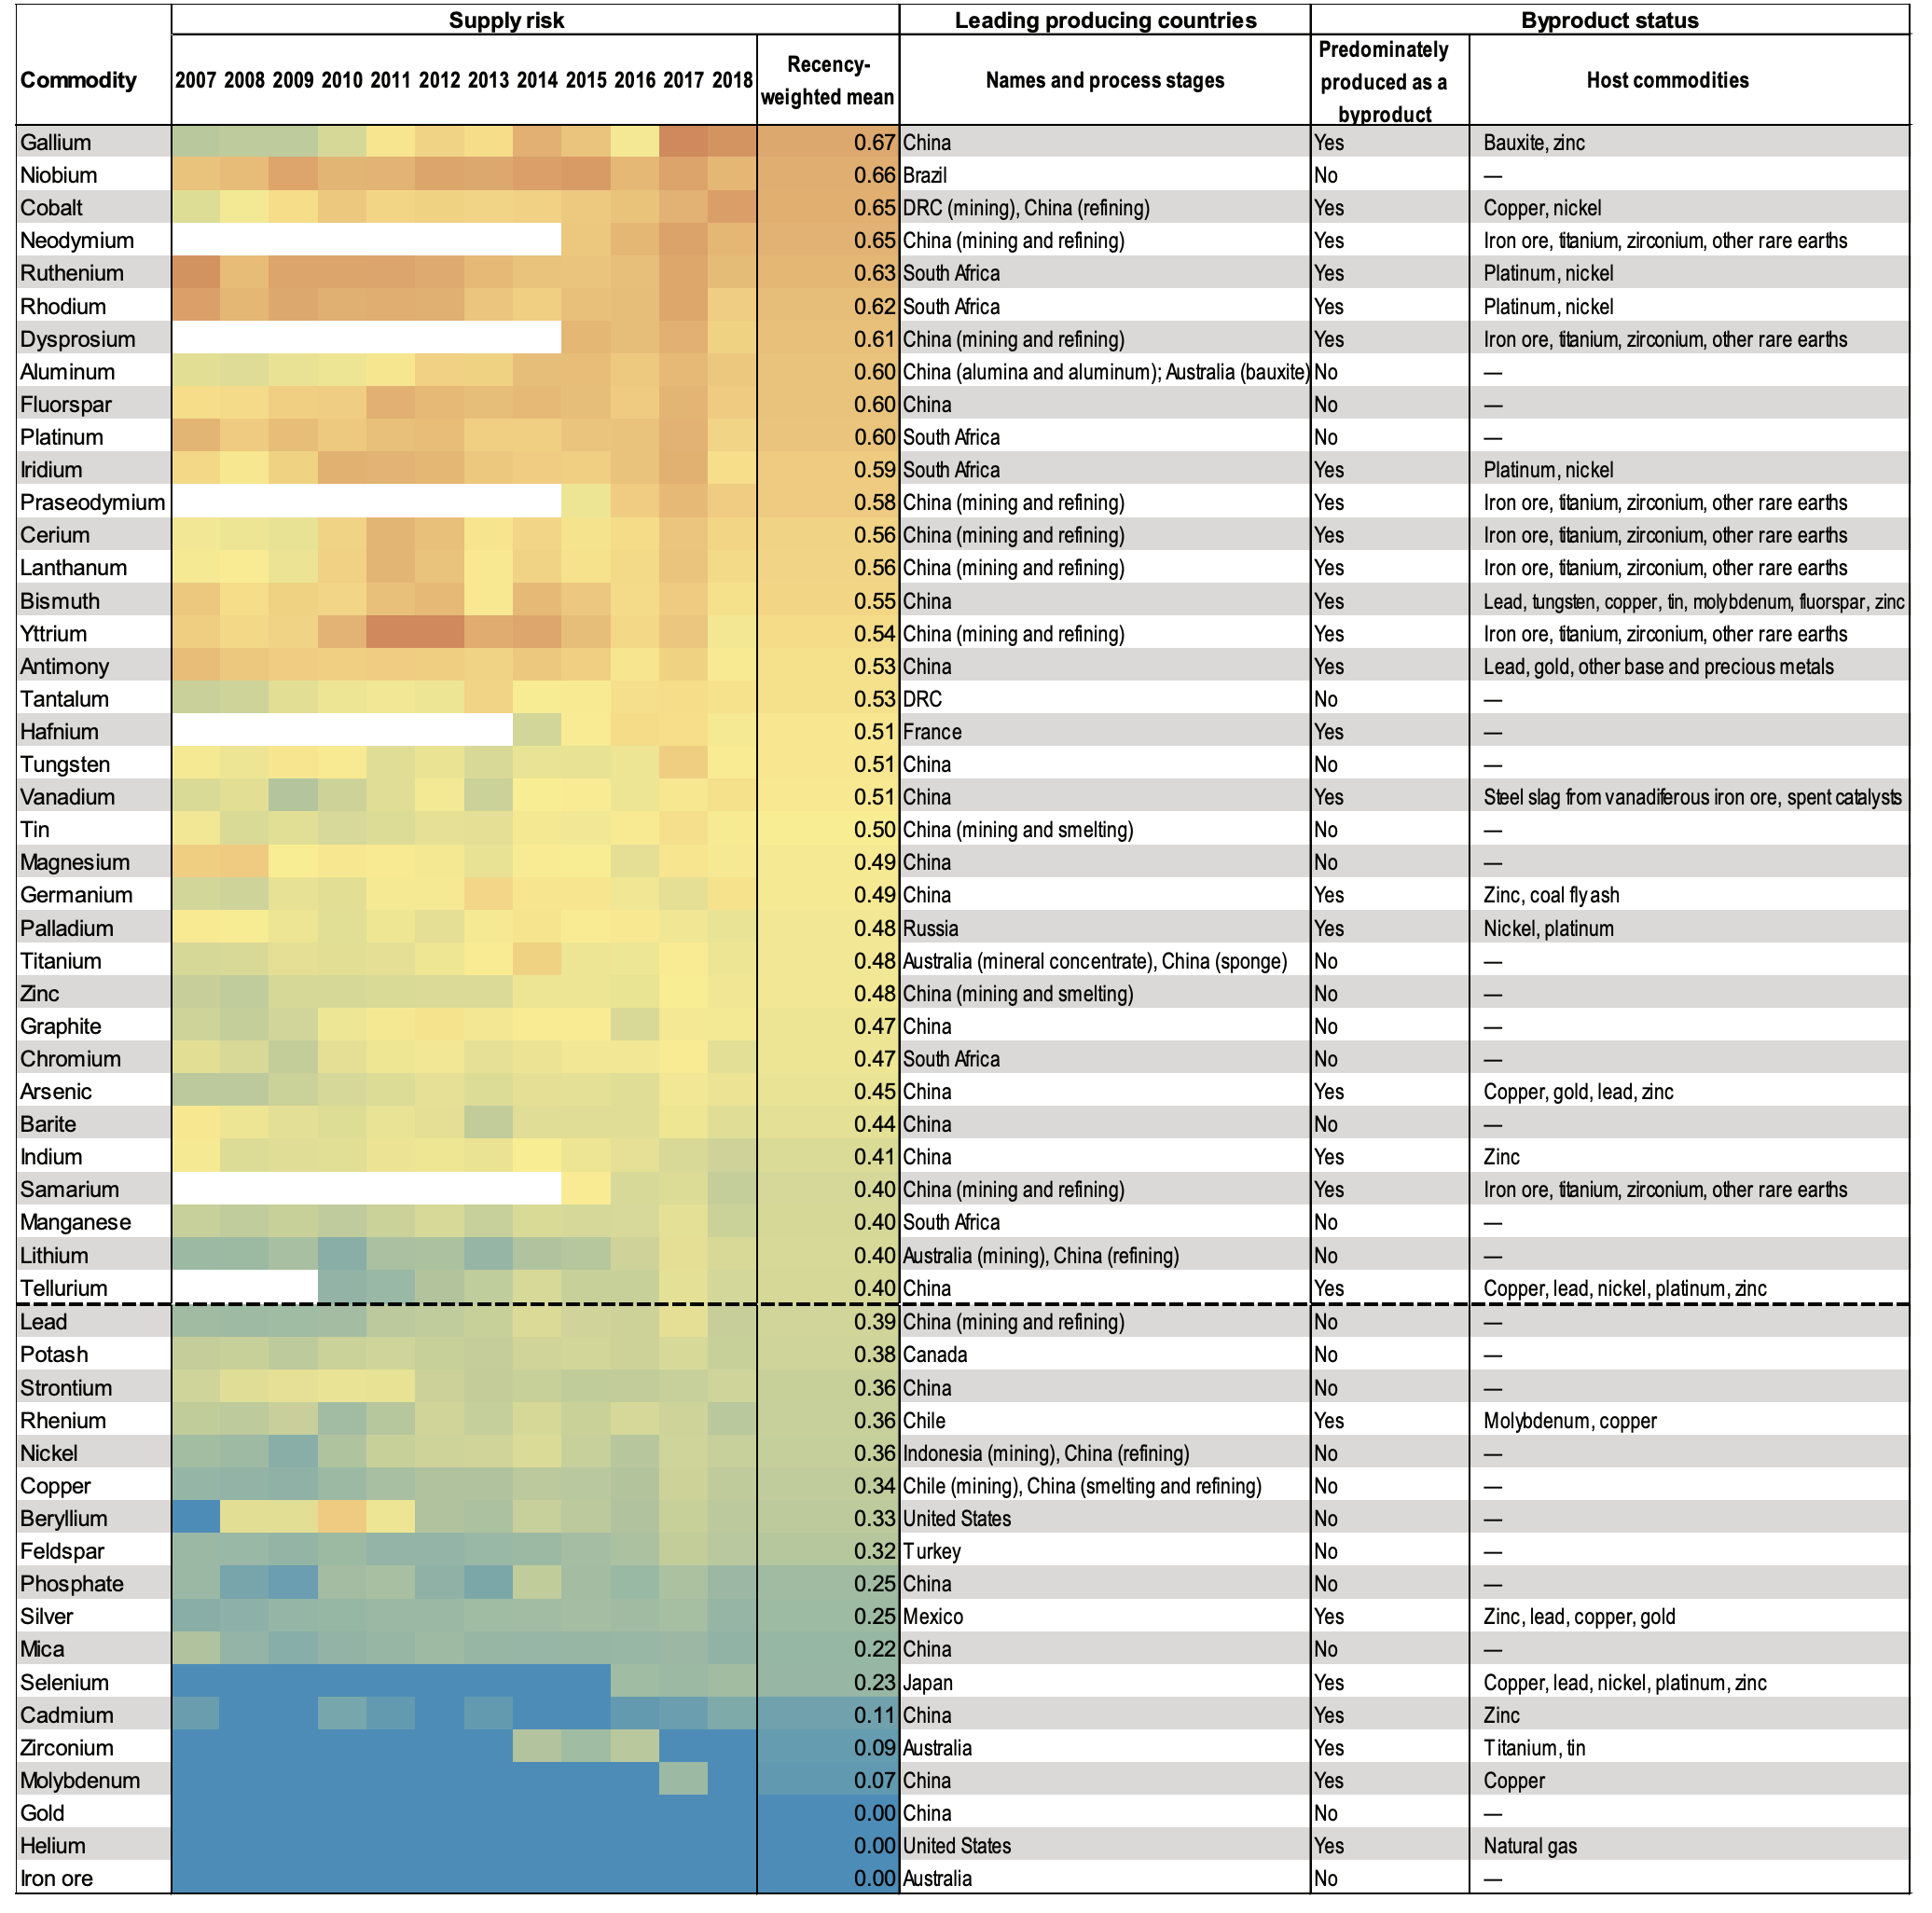 Supply risk Leading producing countries Byproduct status
Commodity 2007 2008 2009 2010 2011 2012 2013 2014 2015 2016 2017 2018 Recency-weighted mean Names and process stages Predominately produced as a byproduct Host commodities
Gallium 0.67 China Yes Bauxite, zinc
Niobium 0.66 Brazil No —
Cobalt 0.65 DRC (mining), China (refining) Yes Copper, nickel
Neodymium 0.65 China (mining and refining) Yes Iron ore, titanium, zirconium, other rare earths
Ruthenium 0.63 South Africa Yes Platinum, nickel
Rhodium 0.62 South Africa Yes Platinum, nickel
Dysprosium 0.61 China (mining and refining) Yes Iron ore, titanium, zirconium, other rare earths
Aluminum 0.60 China (alumina and aluminum); Australia (bauxite) No —
Fluorspar 0.60 China No —
Platinum 0.60 South Africa No —
Iridium 0.59 South Africa Yes Platinum, nickel
Praseodymium 0.58 China (mining and refining) Yes Iron ore, titanium, zirconium, other rare earths
Cerium 0.56 China (mining and refining) Yes Iron ore, titanium, zirconium, other rare earths
Lanthanum 0.56 China (mining and refining) Yes Iron ore, titanium, zirconium, other rare earths
Bismuth 0.55 China Yes Lead, tungsten, copper, tin, molybdenum, fluorspar, zinc
Yttrium 0.54 China (mining and refining) Yes Iron ore, titanium, zirconium, other rare earths
Antimony 0.53 China Yes Lead, gold, other base and precious metals
Tantalum 0.53 DRC No —
Hafnium 0.51 France Yes —
Tungsten 0.51 China No —
Vanadium 0.51 China Yes Steel slag from vanadiferous iron ore, spent catalysts
Tin 0.50 China (mining and smelting) No —
Magnesium 0.49 China No —
Germanium 0.49 China Yes Zinc, coal fly ash
Palladium 0.48 Russia Yes Nickel, platinum
Titanium 0.48 Australia (mineral concentrate), China (sponge) No —
Zinc 0.48 China (mining and smelting) No —
Graphite 0.47 China No —
Chromium 0.47 South Africa No —
Arsenic 0.45 China Yes Copper, gold, lead, zinc
Barite 0.44 China No —
Indium 0.41 China Yes Zinc
Samarium 0.40 China (mining and refining) Yes Iron ore, titanium, zirconium, other rare earths
Manganese 0.40 South Africa No —
Lithium 0.40 Australia (mining), China (refining) No —
Tellurium 0.40 China Yes Copper, lead, nickel, platinum, zinc
Lead 0.39 China (mining and refining) No —
Potash 0.38 Canada No —
Strontium 0.36 China No —
Rhenium 0.36 Chile Yes Molybdenum, copper
Nickel 0.36 Indonesia (mining), China (refining) No —
Copper 0.34 Chile (mining), China (smelting and refining) No —
Beryllium 0.33 United States No —
Feldspar 0.32 Turkey No —
Phosphate 0.25 China No —
Silver 0.25 Mexico Yes Zinc, lead, copper, gold
Mica 0.22 China No —
Selenium 0.23 Japan Yes Copper, lead, nickel, platinum, zinc
Cadmium 0.11 China Yes Zinc
Zirconium 0.09 Australia Yes Titanium, tin
Molybdenum 0.07 China Yes Copper
Gold 0.00 China No —
Helium 0.00 United States Yes Natural gas
Iron ore 0.00 Australia No —